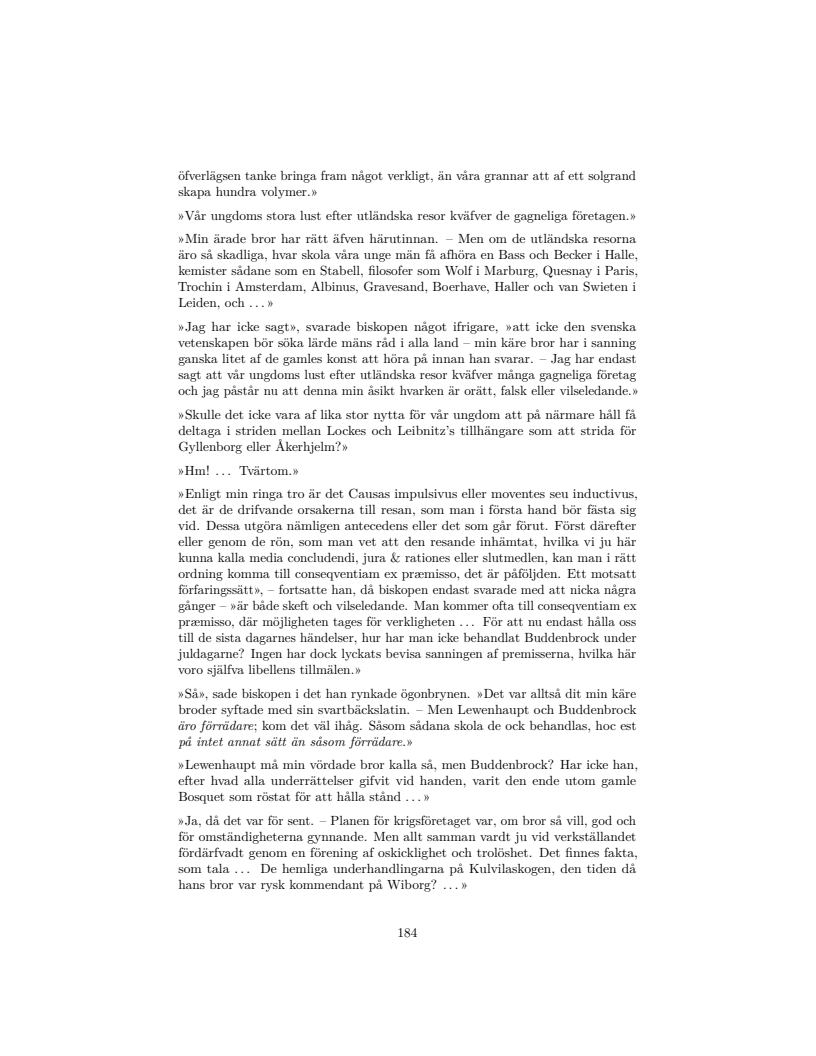 öfverlägsen tanke bringa fram något verkligt, än våra grannar att af ett solgrand
skapa hundra volymer.»
»Vår ungdoms stora lust efter utländska resor kväfver de gagneliga företagen.»
»Min ärade bror har rätt äfven härutinnan. – Men om de utländska resorna
äro så skadliga, hvar skola våra unge män få afhöra en Bass och Becker i Halle,
kemister sådane som en Stabell, filosofer som Wolf i Marburg, Quesnay i Paris,
Trochin i Amsterdam, Albinus, Gravesand, Boerhave, Haller och van Swieten i
Leiden, och . . . »
»Jag har icke sagt», svarade biskopen något ifrigare, »att icke den svenska
vetenskapen bör söka lärde mäns råd i alla land – min käre bror har i sanning
ganska litet af de gamles konst att höra på innan han svarar. – Jag har endast
sagt att vår ungdoms lust efter utländska resor kväfver många gagneliga företag
och jag påstår nu att denna min åsikt hvarken är orätt, falsk eller vilseledande.»
»Skulle det icke vara af lika stor nytta för vår ungdom att på närmare håll få
deltaga i striden mellan Lockes och Leibnitz's tillhängare som att strida för
Gyllenborg eller Åkerhjelm?»
»Hm! . . . Tvärtom.»
»Enligt min ringa tro är det Causas impulsivus eller moventes seu inductivus,
det är de drifvande orsakerna till resan, som man i första hand bör fästa sig
vid. Dessa utgöra nämligen antecedens eller det som går förut. Först därefter
eller genom de rön, som man vet att den resande inhämtat, hvilka vi ju här
kunna kalla media concludendi, jura & rationes eller slutmedlen, kan man i rätt
ordning komma till conseqventiam ex præmisso, det är påföljden. Ett motsatt
förfaringssätt», – fortsatte han, då biskopen endast svarade med att nicka några
gånger – »är både skeft och vilseledande. Man kommer ofta till conseqventiam ex
præmisso, där möjligheten tages för verkligheten . . . För att nu endast hålla oss
till de sista dagarnes händelser, hur har man icke behandlat Buddenbrock under
juldagarne? Ingen har dock lyckats bevisa sanningen af premisserna, hvilka här
voro själfva libellens tillmälen.»
»Så», sade biskopen i det han rynkade ögonbrynen. »Det var alltså dit min käre
broder syftade med sin svartbäckslatin. – Men Lewenhaupt och Buddenbrock
äro förrädare; kom det väl ihåg. Såsom sådana skola de ock behandlas, hoc est
på intet annat sätt än såsom förrädare.»
»Lewenhaupt må min vördade bror kalla så, men Buddenbrock? Har icke han,
efter hvad alla underrättelser gifvit vid handen, varit den ende utom gamle
Bosquet som röstat för att hålla stånd . . . »
»Ja, då det var för sent. – Planen för krigsföretaget var, om bror så vill, god och
för omständigheterna gynnande. Men allt samman vardt ju vid verkställandet
fördärfvadt genom en förening af oskicklighet och trolöshet. Det finnes fakta,
som tala . . . De hemliga underhandlingarna på Kulvilaskogen, den tiden då
hans bror var rysk kommendant på Wiborg? . . . »
184